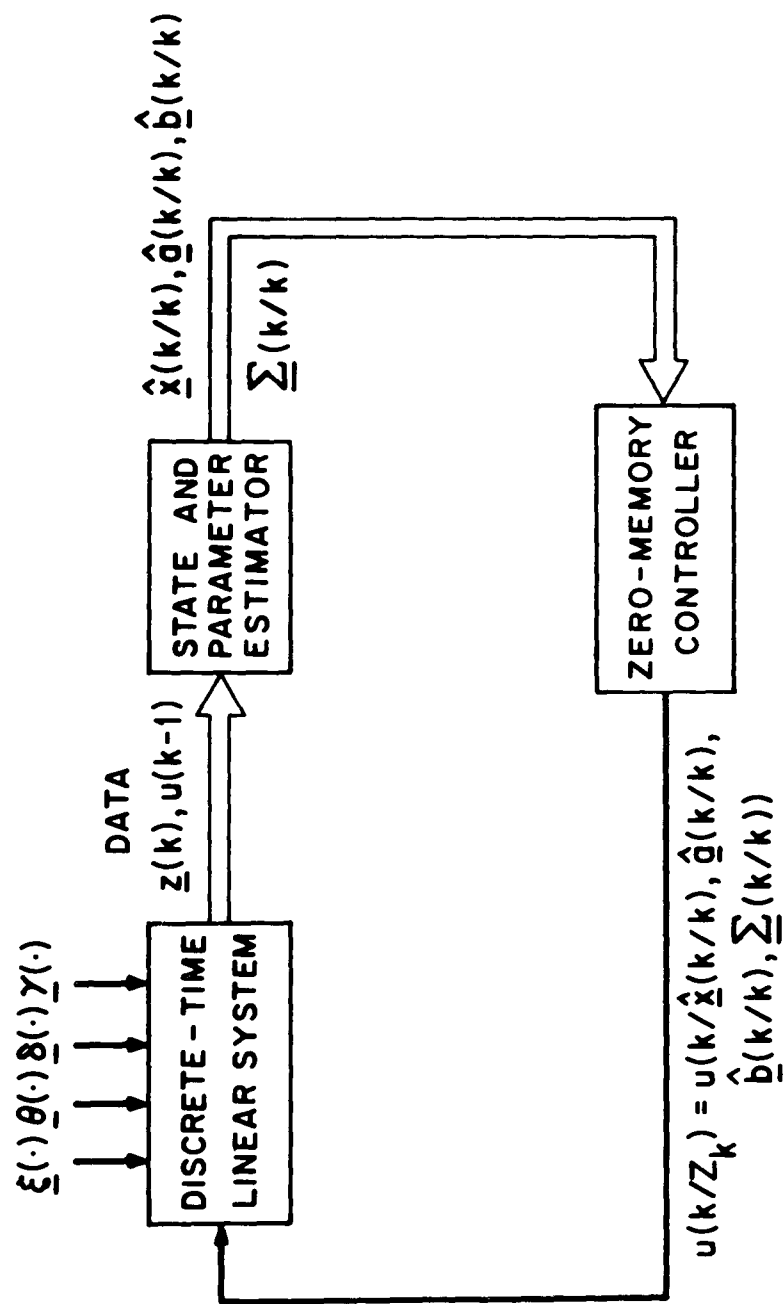 ξ̲(·) θ̲(·) δ̲(·) γ̲(·)
DISCRETE-TIME
LINEAR SYSTEM
DATA
z̲(k), u(k-1)
STATE AND
PARAMETER
ESTIMATOR
x̲̂(k/k), â̲(k/k), b̲̂(k/k)
Σ̲(k/k)
ZERO-MEMORY
CONTROLLER
u(k/Z_k) = u(k/x̲̂(k/k), â̲(k/k),
b̲̂(k/k), Σ̲(k/k))